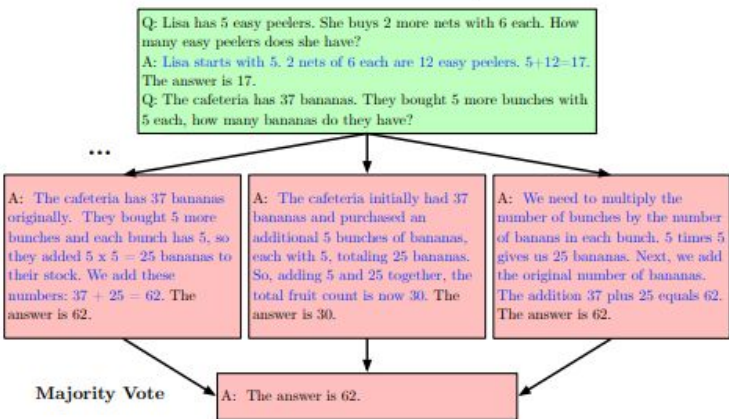 Q: Lisa has 5 easy peelers. She buys 2 more nets with 6 each. How
many easy peelers does she have?
A: Lisa starts with 5. 2 nets of 6 each are 12 easy peelers. 5+12=17.
The answer is 17.
Q: The cafeteria has 37 bananas. They bought 5 more bunches with
5 each, how many bananas do they have?
...
A: The cafeteria has 37 bananas
originally. They bought 5 more
bunches and each bunch has 5, so
they added 5 x 5 = 25 bananas to
their stock. We add these
numbers: 37 + 25 = 62. The
answer is 62.
A: The cafeteria initially had 37
bananas and purchased an
additional 5 bunches of bananas,
each with 5, totaling 25 bananas.
So, adding 5 and 25 together, the
total fruit count is now 30. The
answer is 30.
A: We need to multiply the
number of bunches by the number
of banans in each bunch. 5 times 5
gives us 25 bananas. Next, we add
the original number of bananas.
The addition 37 plus 25 equals 62.
The answer is 62.
Majority Vote
A: The answer is 62.